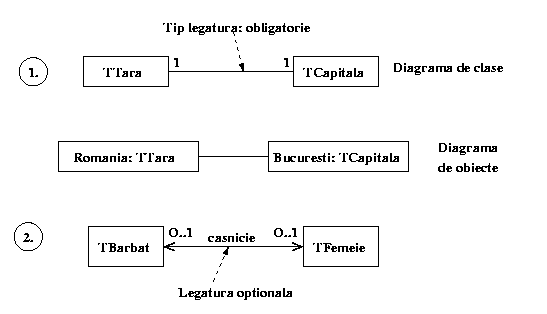 Tip legatura: obligatorie
1.
TTara
1
1
TCapitala
Diagrama de clase
Romania: TTara
Bucuresti: TCapitala
Diagrama
de obiecte
2.
TBarbat
O..1
casnicie
O..1
TFemeie
Legatura optionala